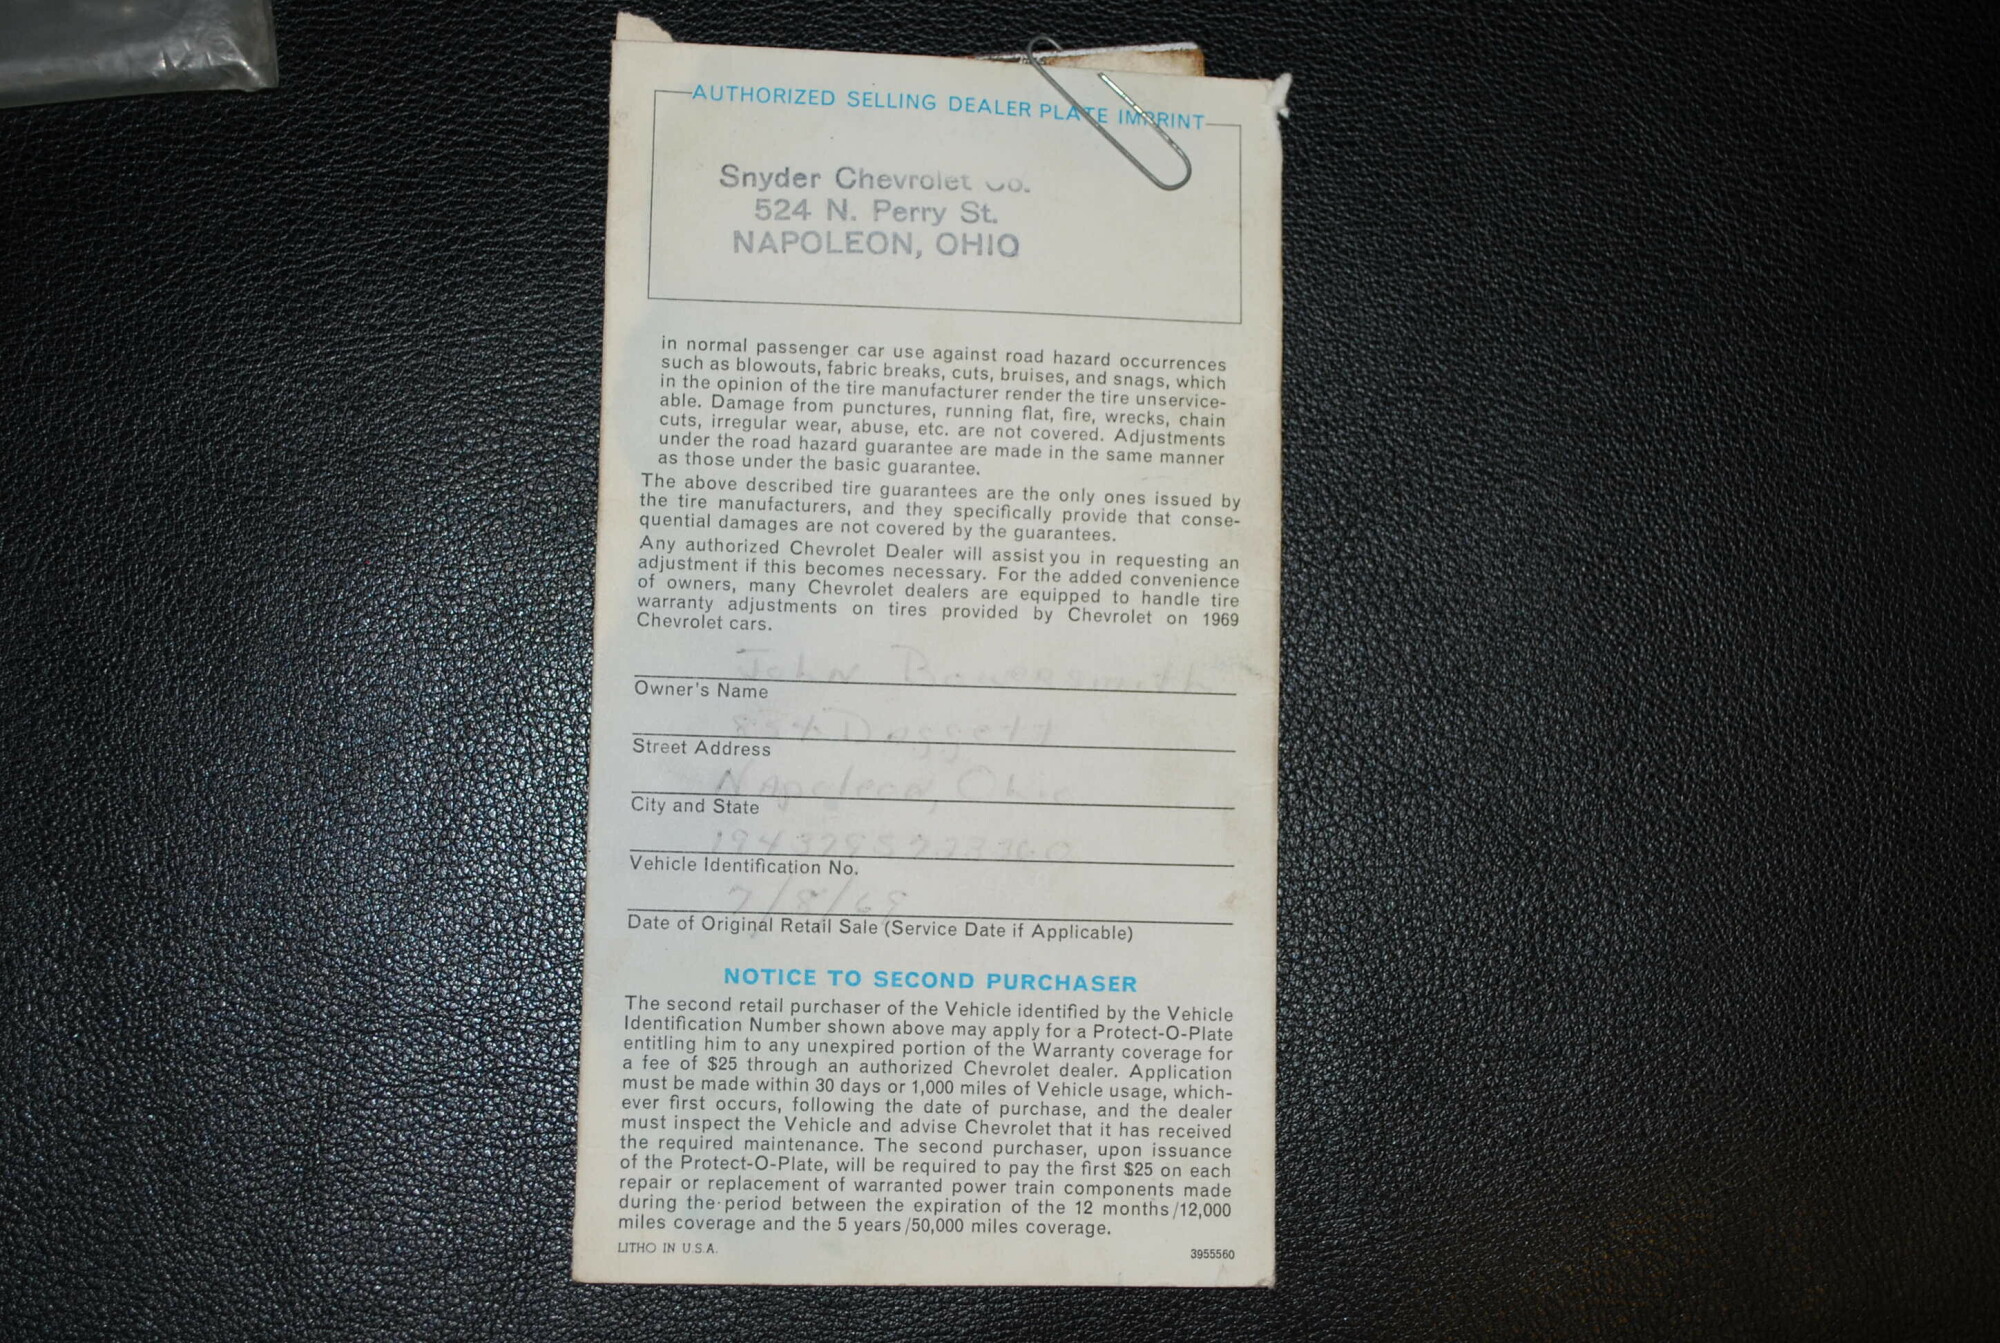 AUTHORIZED SELLING DEALER PLATE IMPRINT
Snyder Chevrolet Co.
524 N. Perry St.
NAPOLEON, OHIO
in normal passenger car use against road hazard occurrences
such as blowouts, fabric breaks, cuts, bruises, and snags, which
in the opinion of the tire manufacturer render the tire unservice-
able. Damage from punctures, running flat, fire, wrecks, chain
cuts, irregular wear, abuse, etc. are not covered. Adjustments
under the road hazard guarantee are made in the same manner
as those under the basic guarantee.
The above described tire guarantees are the only ones issued by
the tire manufacturers, and they specifically provide that conse-
quential damages are not covered by the guarantees.
Any authorized Chevrolet Dealer will assist you in requesting an
adjustment if this becomes necessary. For the added convenience
of owners, many Chevrolet dealers are equipped to handle tire
warranty adjustments on tires provided by Chevrolet on 1969
Chevrolet cars.
John
Owner's Name
Daggett
Street Address
Napoleon, Ohio
City and State
Vehicle Identification No.
7/8/69
Date of Original Retail Sale (Service Date if Applicable)
NOTICE TO SECOND PURCHASER
The second retail purchaser of the Vehicle identified by the Vehicle
Identification Number shown above may apply for a Protect-O-Plate
entitling him to any unexpired portion of the Warranty coverage for
a fee of $25 through an authorized Chevrolet dealer. Application
must be made within 30 days or 1,000 miles of Vehicle usage, which-
ever first occurs, following the date of purchase, and the dealer
must inspect the Vehicle and advise Chevrolet that it has received
the required maintenance. The second purchaser, upon issuance
of the Protect-O-Plate, will be required to pay the first $25 on each
repair or replacement of warranted power train components made
during the period between the expiration of the 12 months/12,000
miles coverage and the 5 years/50,000 miles coverage.
LITHO IN U.S.A.
3955560